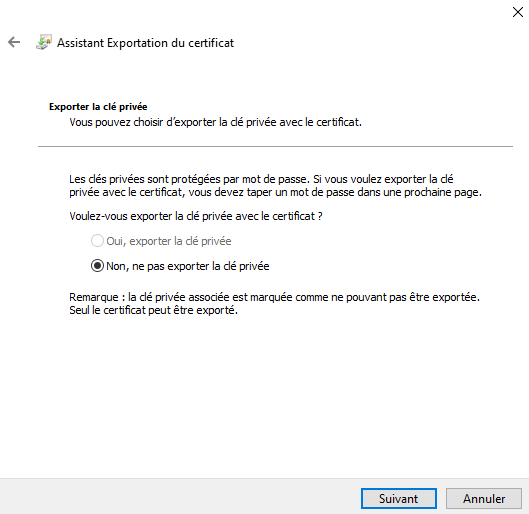 Assistant Exportation du certificat
Exporter la clé privée
Vous pouvez choisir d'exporter la clé privée avec le certificat.
Les clés privées sont protégées par mot de passe. Si vous voulez exporter la clé
privée avec le certificat, vous devez taper un mot de passe dans une prochaine page.
Voulez-vous exporter la clé privée avec le certificat ?
Oui, exporter la clé privée
Non, ne pas exporter la clé privée
Remarque : la clé privée associée est marquée comme ne pouvant pas être exportée.
Seul le certificat peut être exporté.
Suivant
Annuler